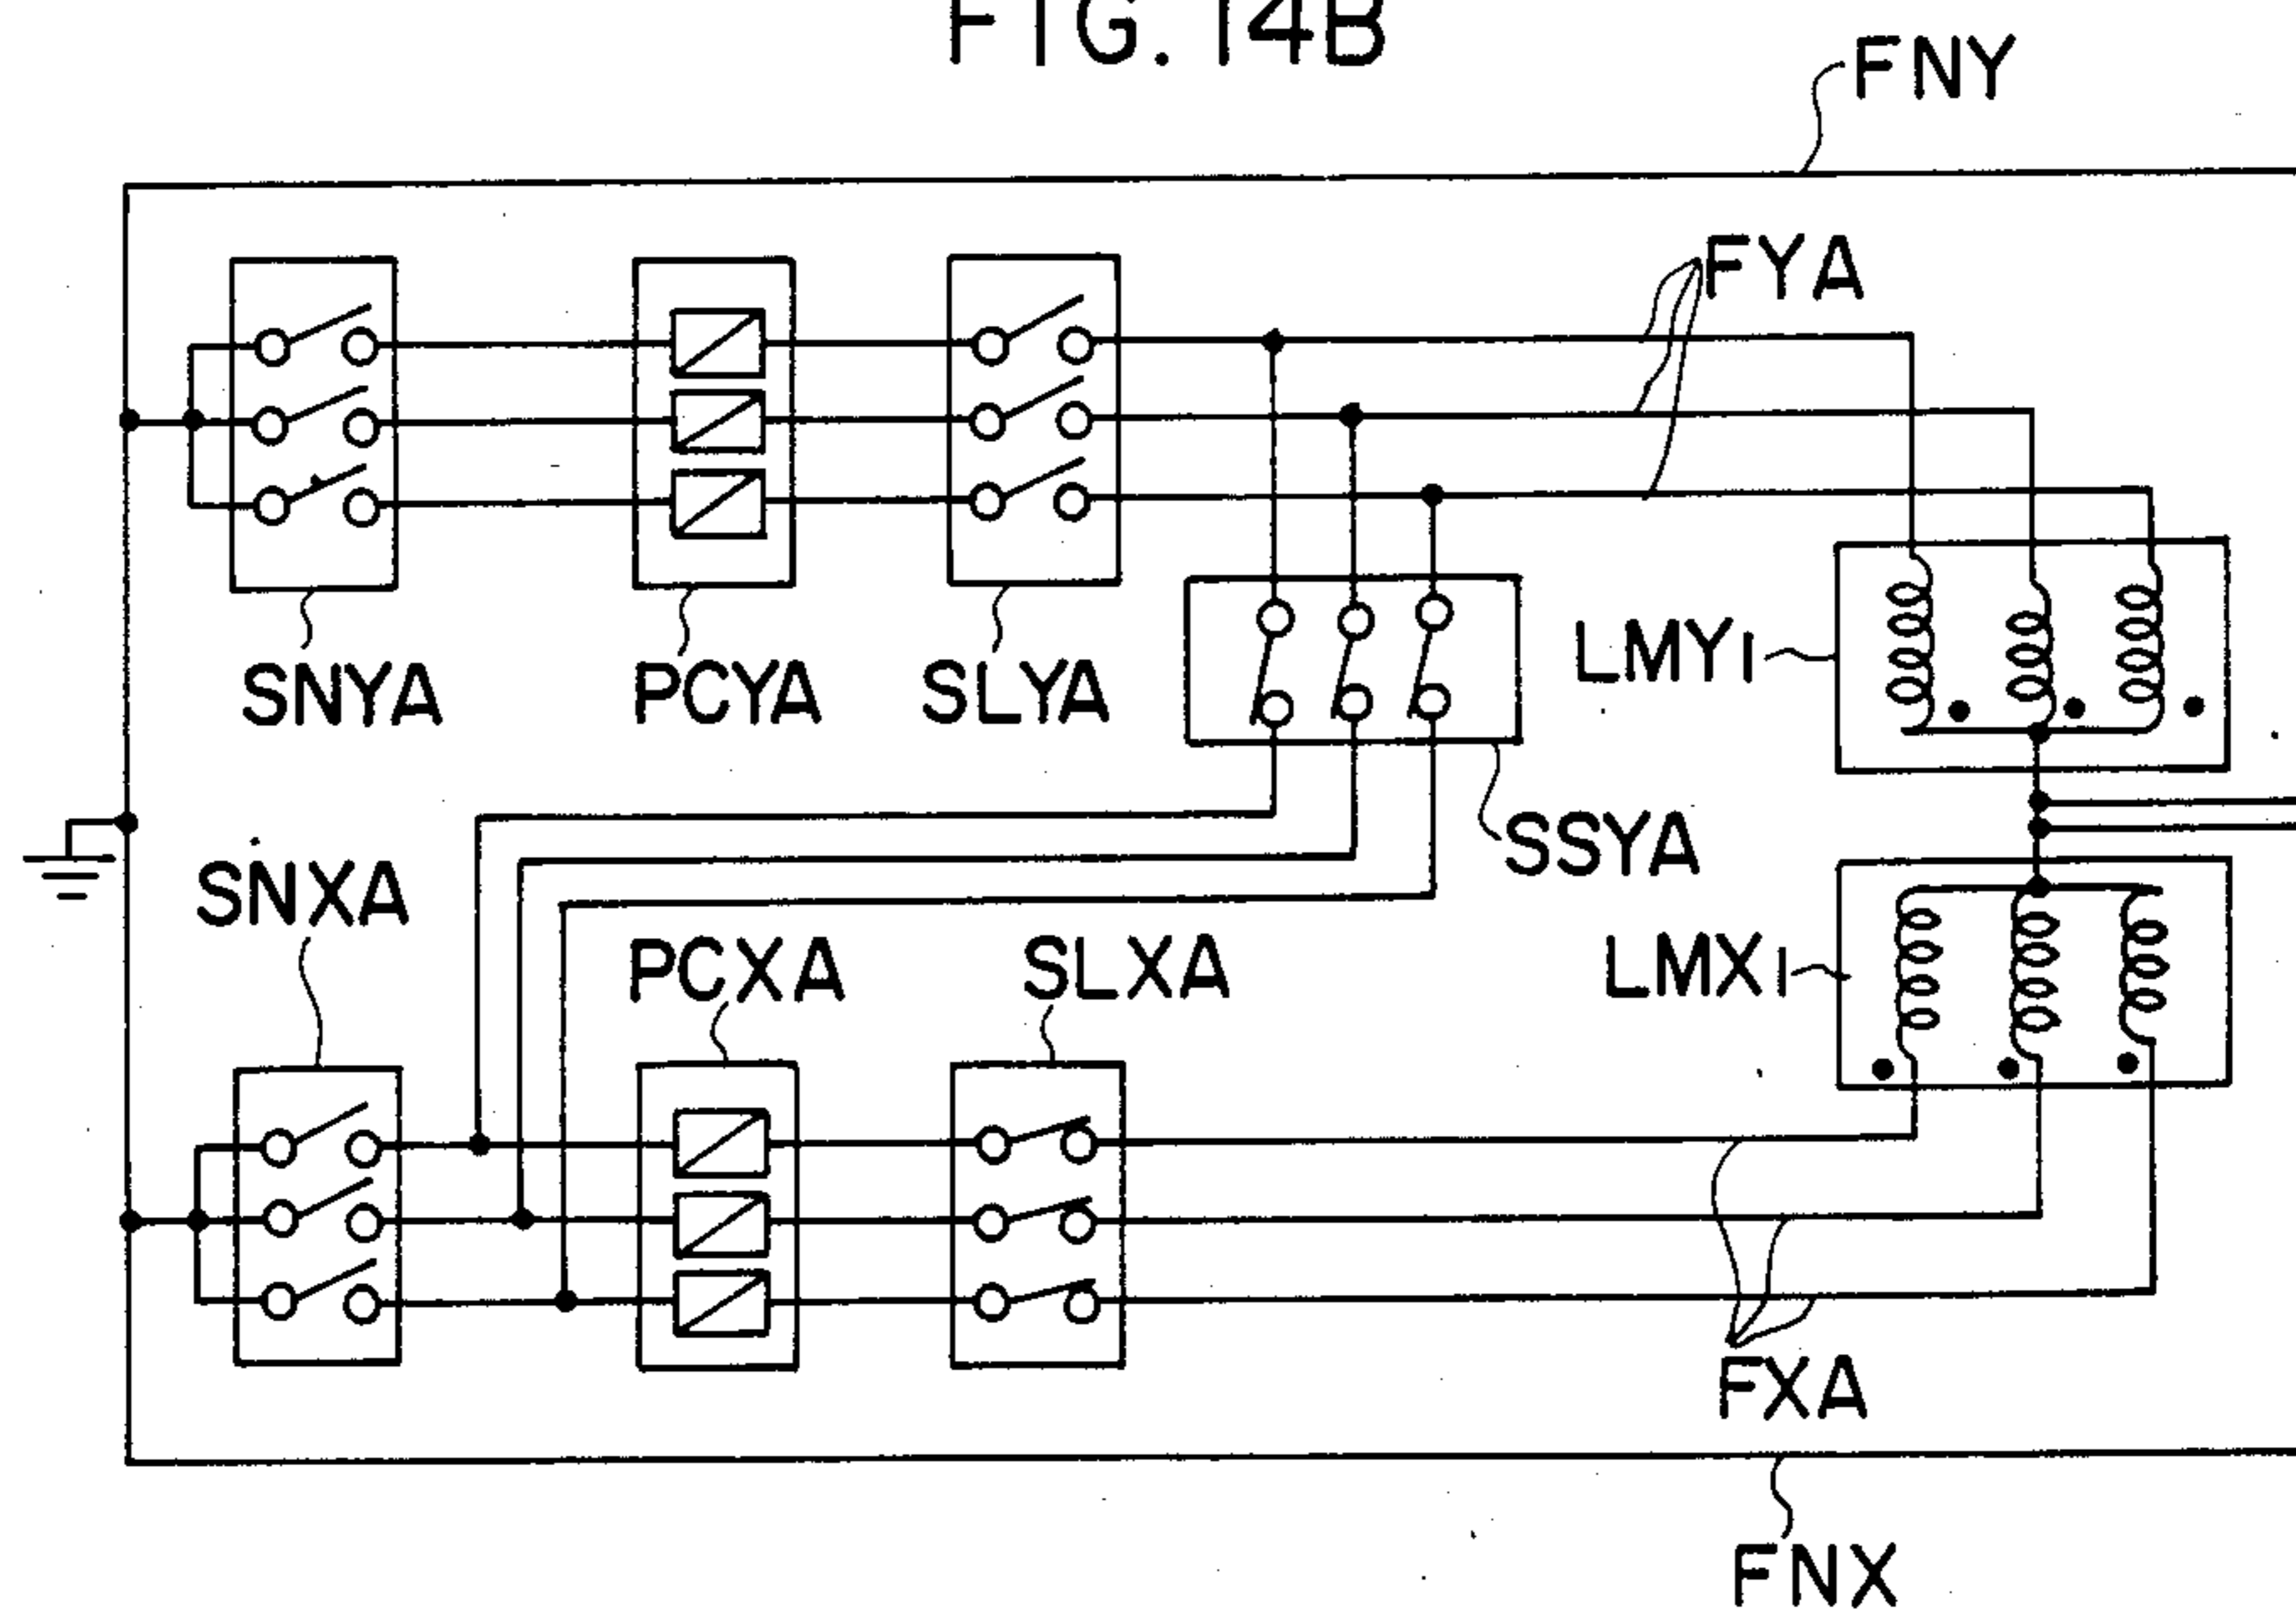 FIG. 14B
FNY
FYA
SNYA
PCYA
SLYA
LMY1
SSYA
SNXA
PCXA
SLXA
LMX1
FXA
FNX